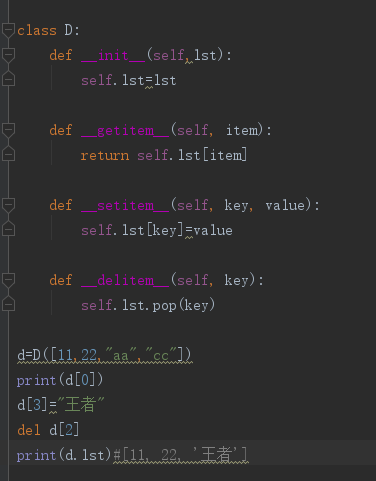 class D:
    def __init__(self,lst):
        self.lst=lst
    def __getitem__(self, item):
        return self.lst[item]
    def __setitem__(self, key, value):
        self.lst[key]=value
    def __delitem__(self, key):
        self.lst.pop(key)
d=D([11,22,"aa","cc"])
print(d[0])
d[3]="王者"
del d[2]
print(d.lst)#[11, 22, '王者']